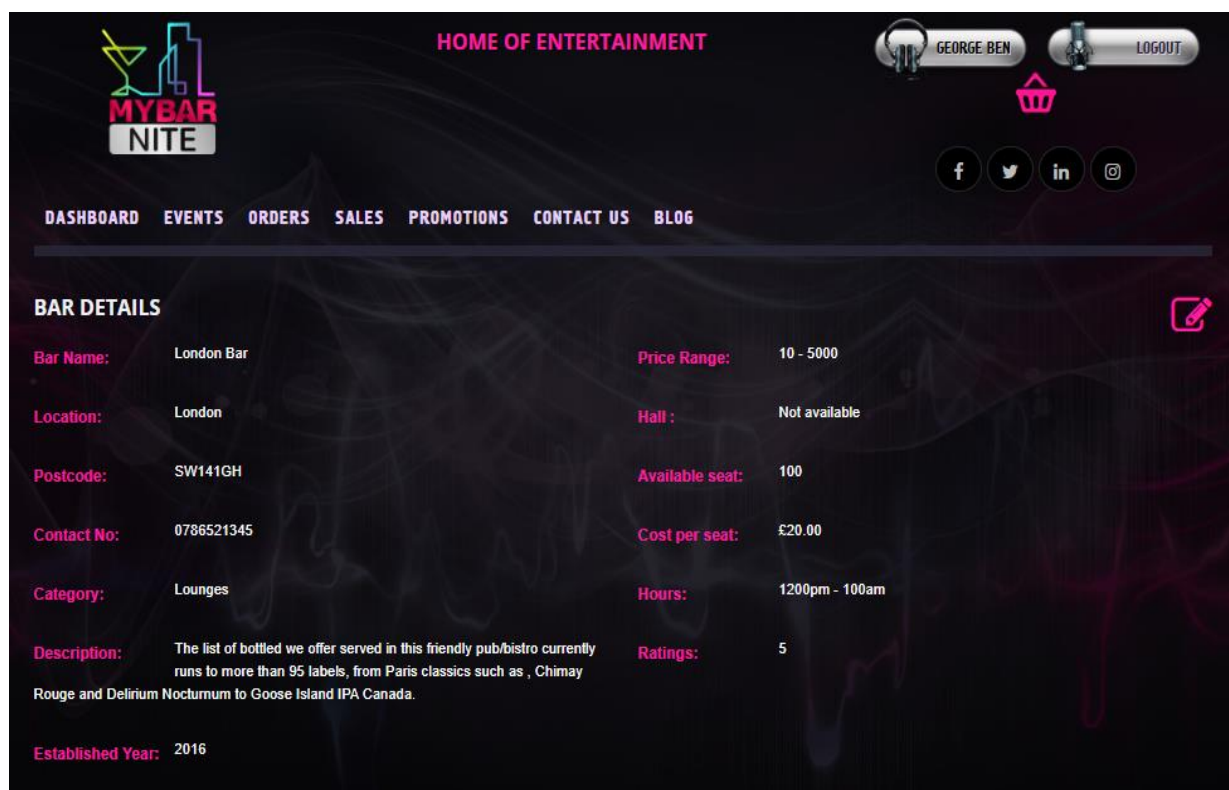 HOME OF ENTERTAINMENT
GEORGE BEN
LOGOUT
MYBAR
NITE
DASHBOARD EVENTS ORDERS SALES PROMOTIONS CONTACT US BLOG
BAR DETAILS
Bar Name: London Bar
Price Range: 10 - 5000
Location: London
Hall : Not available
Postcode: SW141GH
Available seat: 100
Contact No: 0786521345
Cost per seat: £20.00
Category: Lounges
Hours: 1200pm - 100am
Description: The list of bottled we offer served in this friendly pub/bistro currently
runs to more than 95 labels, from Paris classics such as , Chimay
Rouge and Delirium Nocturnum to Goose Island IPA Canada.
Ratings: 5
Established Year: 2016